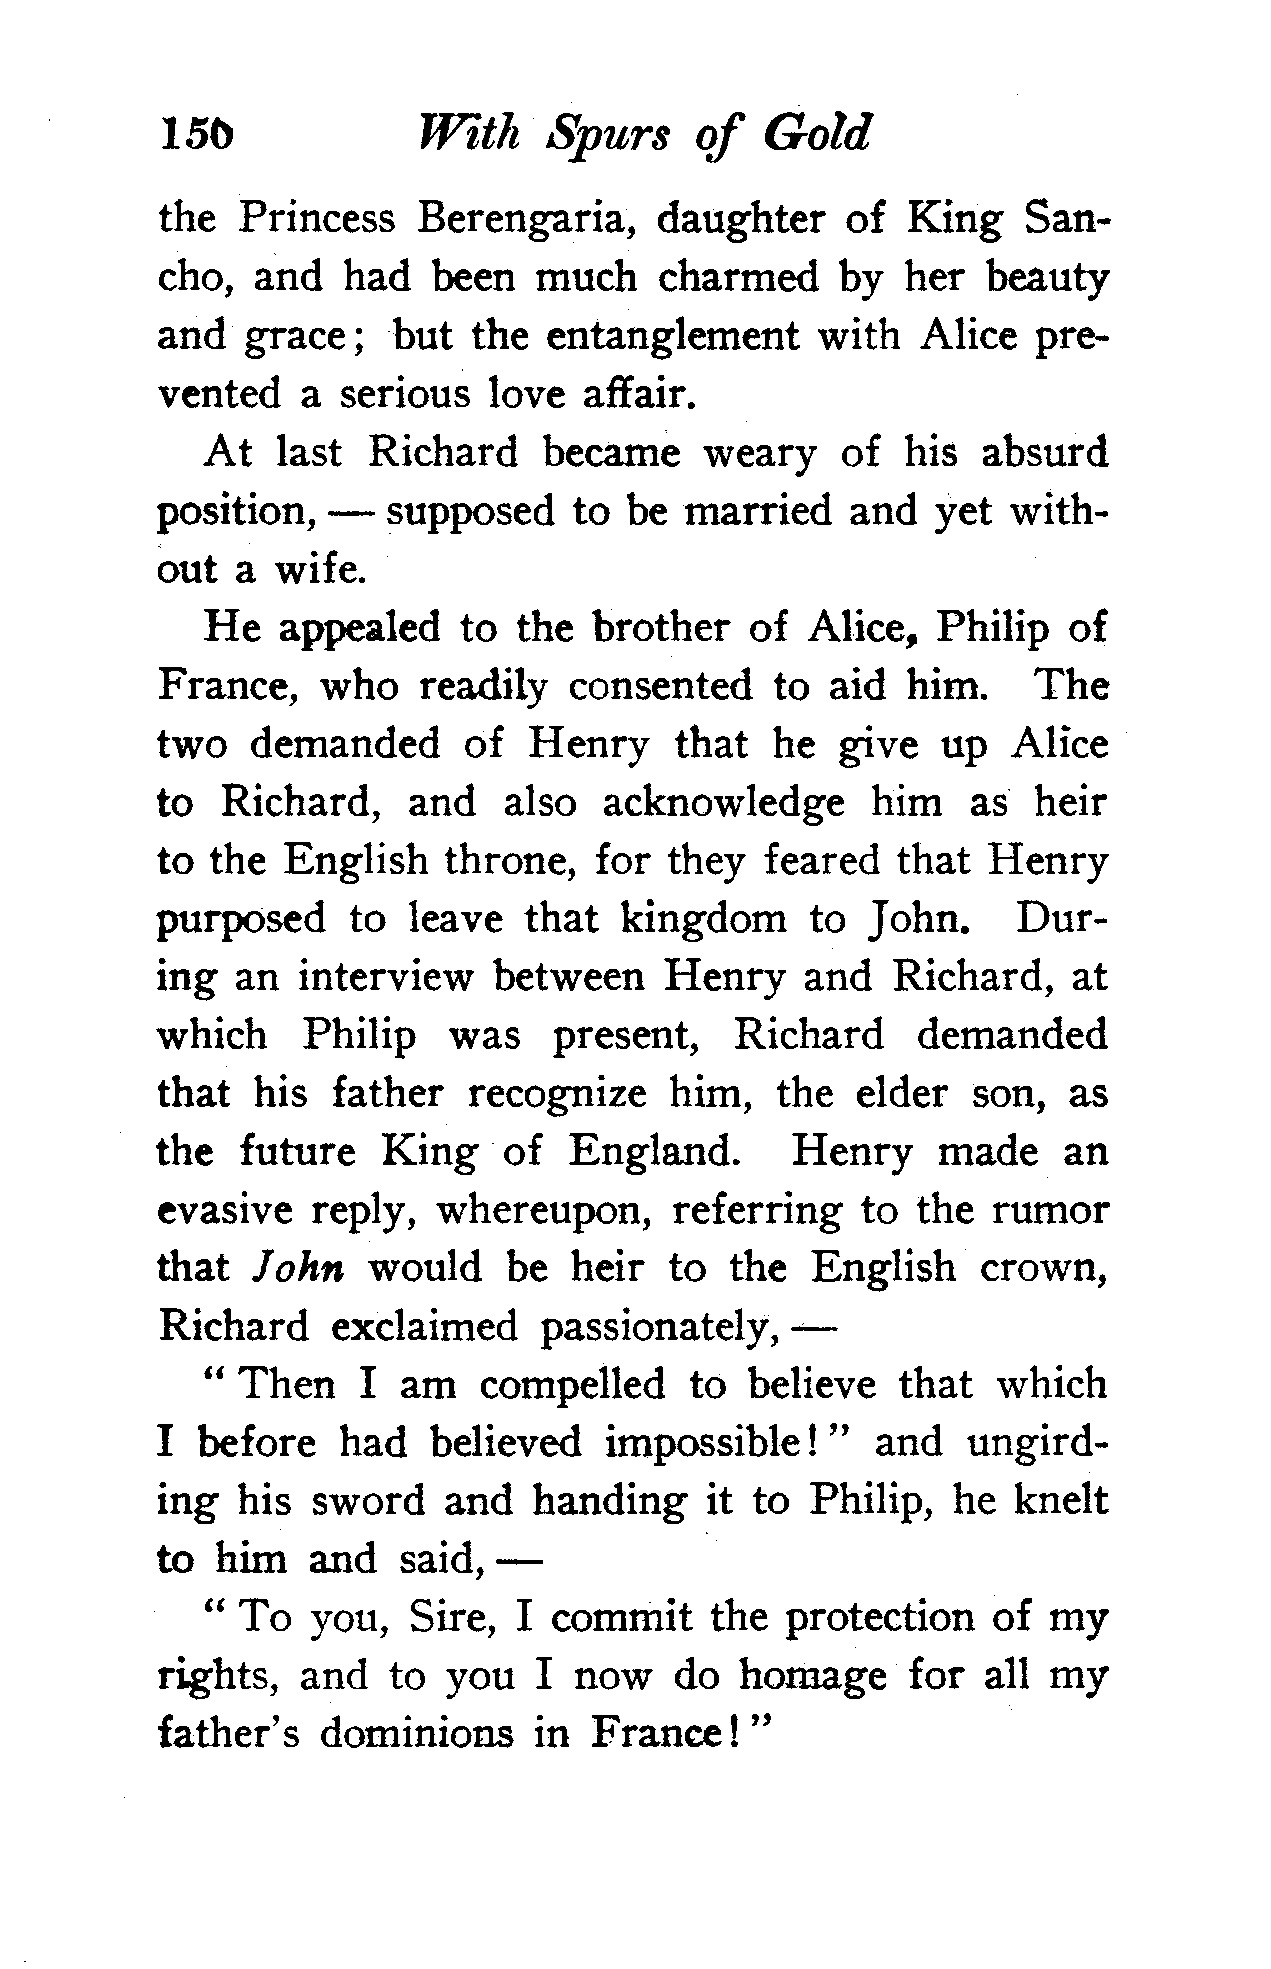 150 With Spurs of Gold
the Princess Berengaria, daughter of King San-
cho, and had been much charmed by her beauty
and grace; but the entanglement with Alice pre-
vented a serious love affair.
At last Richard became weary of his absurd
position, — supposed to be married and yet with-
out a wife.
He appealed to the brother of Alice, Philip of
France, who readily consented to aid him. The
two demanded of Henry that he give up Alice
to Richard, and also acknowledge him as heir
to the English throne, for they feared that Henry
purposed to leave that kingdom to John. Dur-
ing an interview between Henry and Richard, at
which Philip was present, Richard demanded
that his father recognize him, the elder son, as
the future King of England. Henry made an
evasive reply, whereupon, referring to the rumor
that John would be heir to the English crown,
Richard exclaimed passionately, —
“ Then I am compelled to believe that which
I before had believed impossible! ” and ungird-
ing his sword and handing it to Philip, he knelt
to him and said, —
“ To you, Sire, I commit the protection of my
rights, and to you I now do homage for all my
father's dominions in France! ”